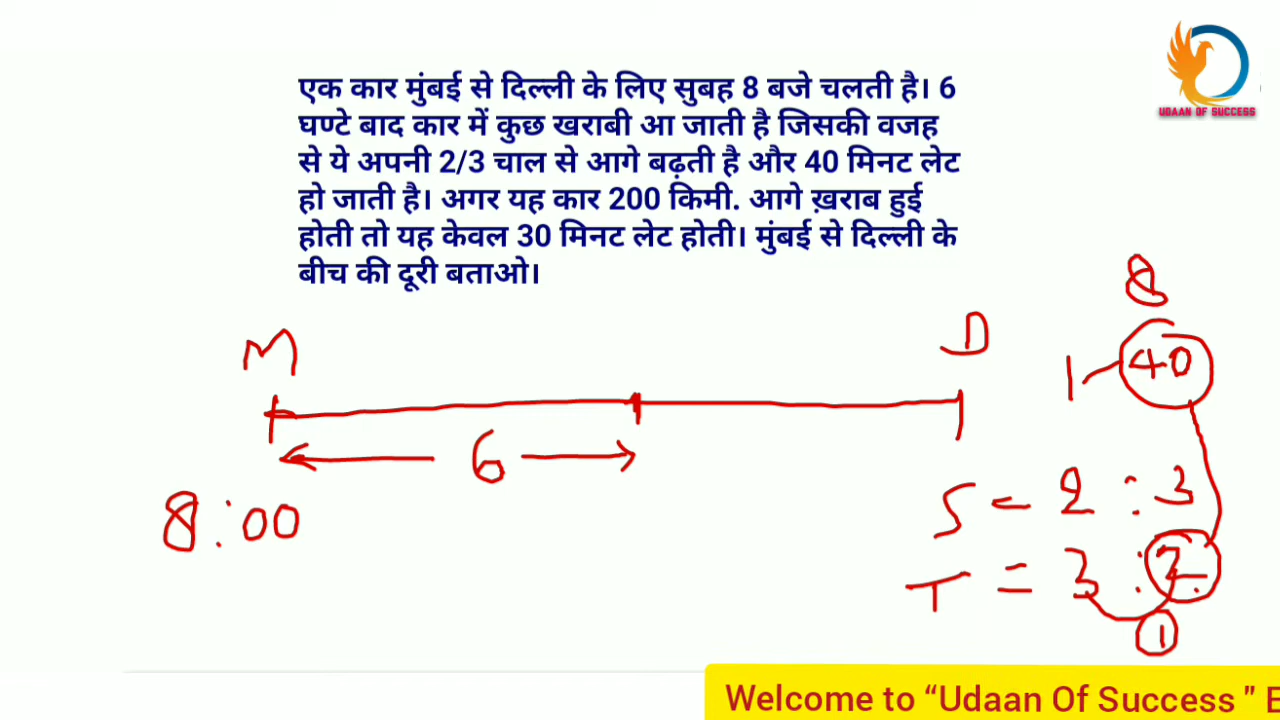 UDAAN OF SUCCESS
एक कार मुंबई से दिल्ली के लिए सुबह 8 बजे चलती है। 6
घण्टे बाद कार में कुछ खराबी आ जाती है जिसकी वजह
से ये अपनी 2/3 चाल से आगे बढ़ती है और 40 मिनट लेट
हो जाती है। अगर यह कार 200 किमी. आगे ख़राब हुई
होती तो यह केवल 30 मिनट लेट होती। मुंबई से दिल्ली के
बीच की दूरी बताओ।
8
M D
1 40
6
S = 2 : 3
8:00
T = 3 : 2
1
Welcome to “Udaan Of Success " E